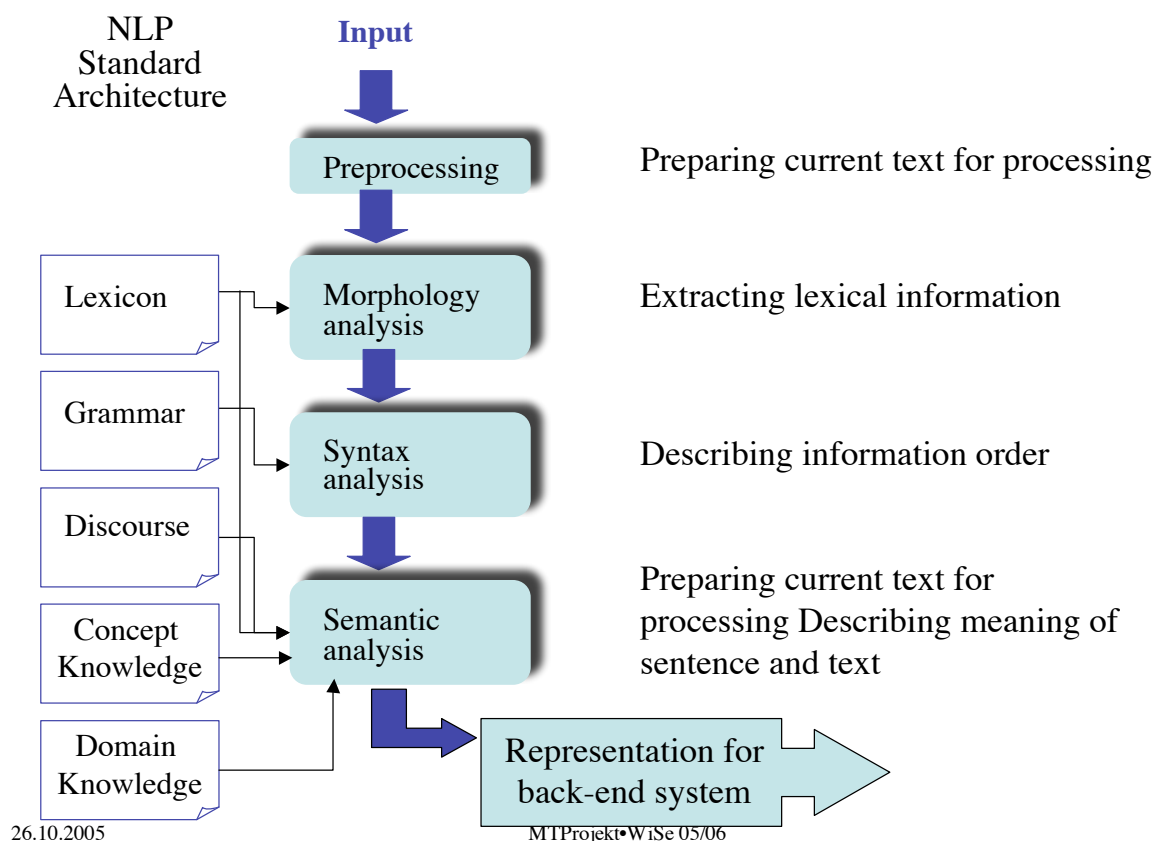 NLP
Standard
Architecture
Input
Preprocessing
Preparing current text for processing
Lexicon
Morphology
analysis
Extracting lexical information
Grammar
Syntax
analysis
Describing information order
Discourse
Semantic
analysis
Preparing current text for
processing Describing meaning of
sentence and text
Concept
Knowledge
Domain
Knowledge
Representation for
back-end system
26.10.2005
MTProjekt•WiSe 05/06